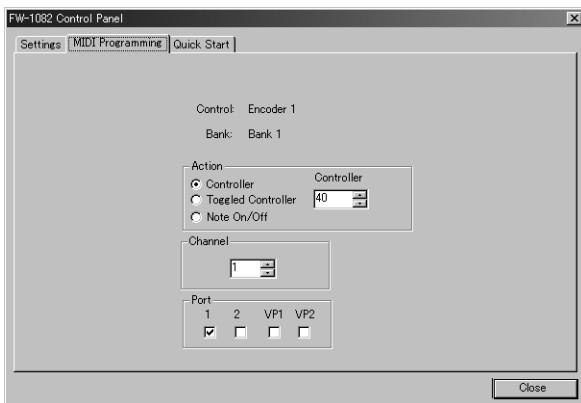 FW-1082 Control Panel
Settings MIDI Programming Quick Start
Control: Encoder 1
Bank: Bank 1
Action
Controller
Controller
40
Toggled Controller
Note On/Off
Channel
1
Port
1 2 VP1 VP2
Close